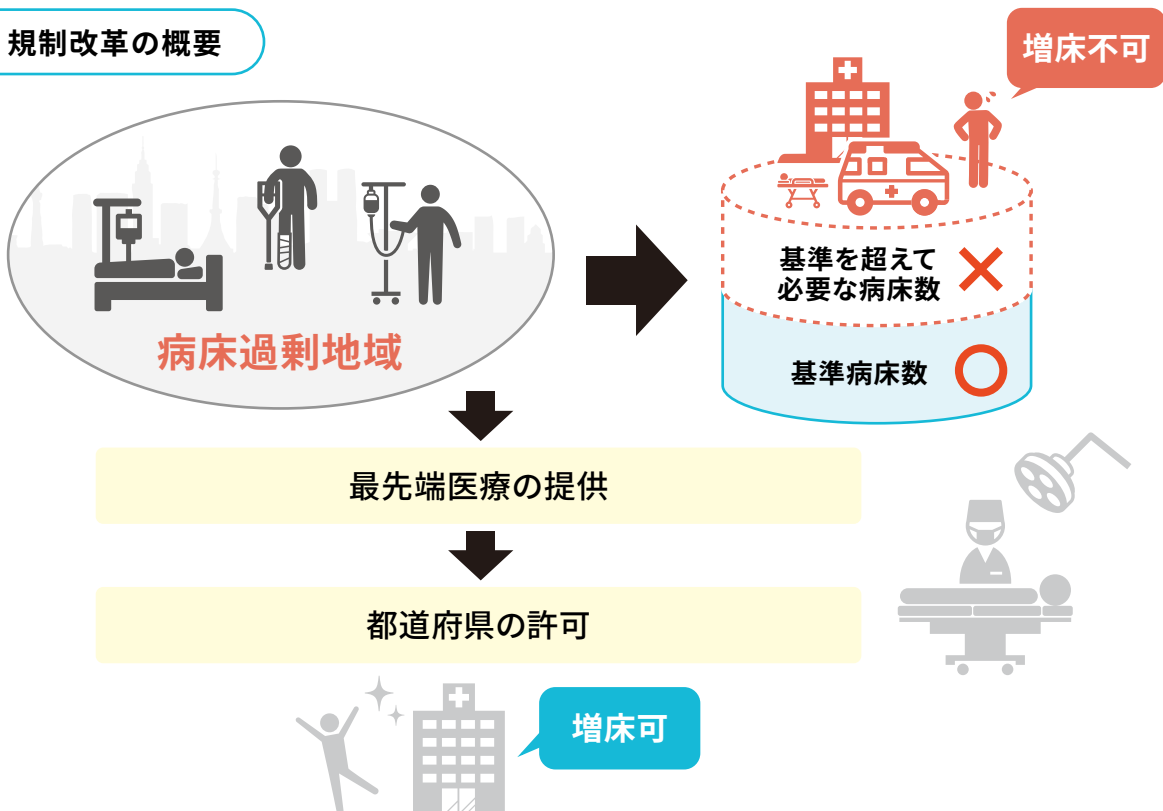 規制改革の概要
増床不可
基準を超えて
必要な病床数
基準病床数
病床過剰地域
最先端医療の提供
都道府県の許可
増床可